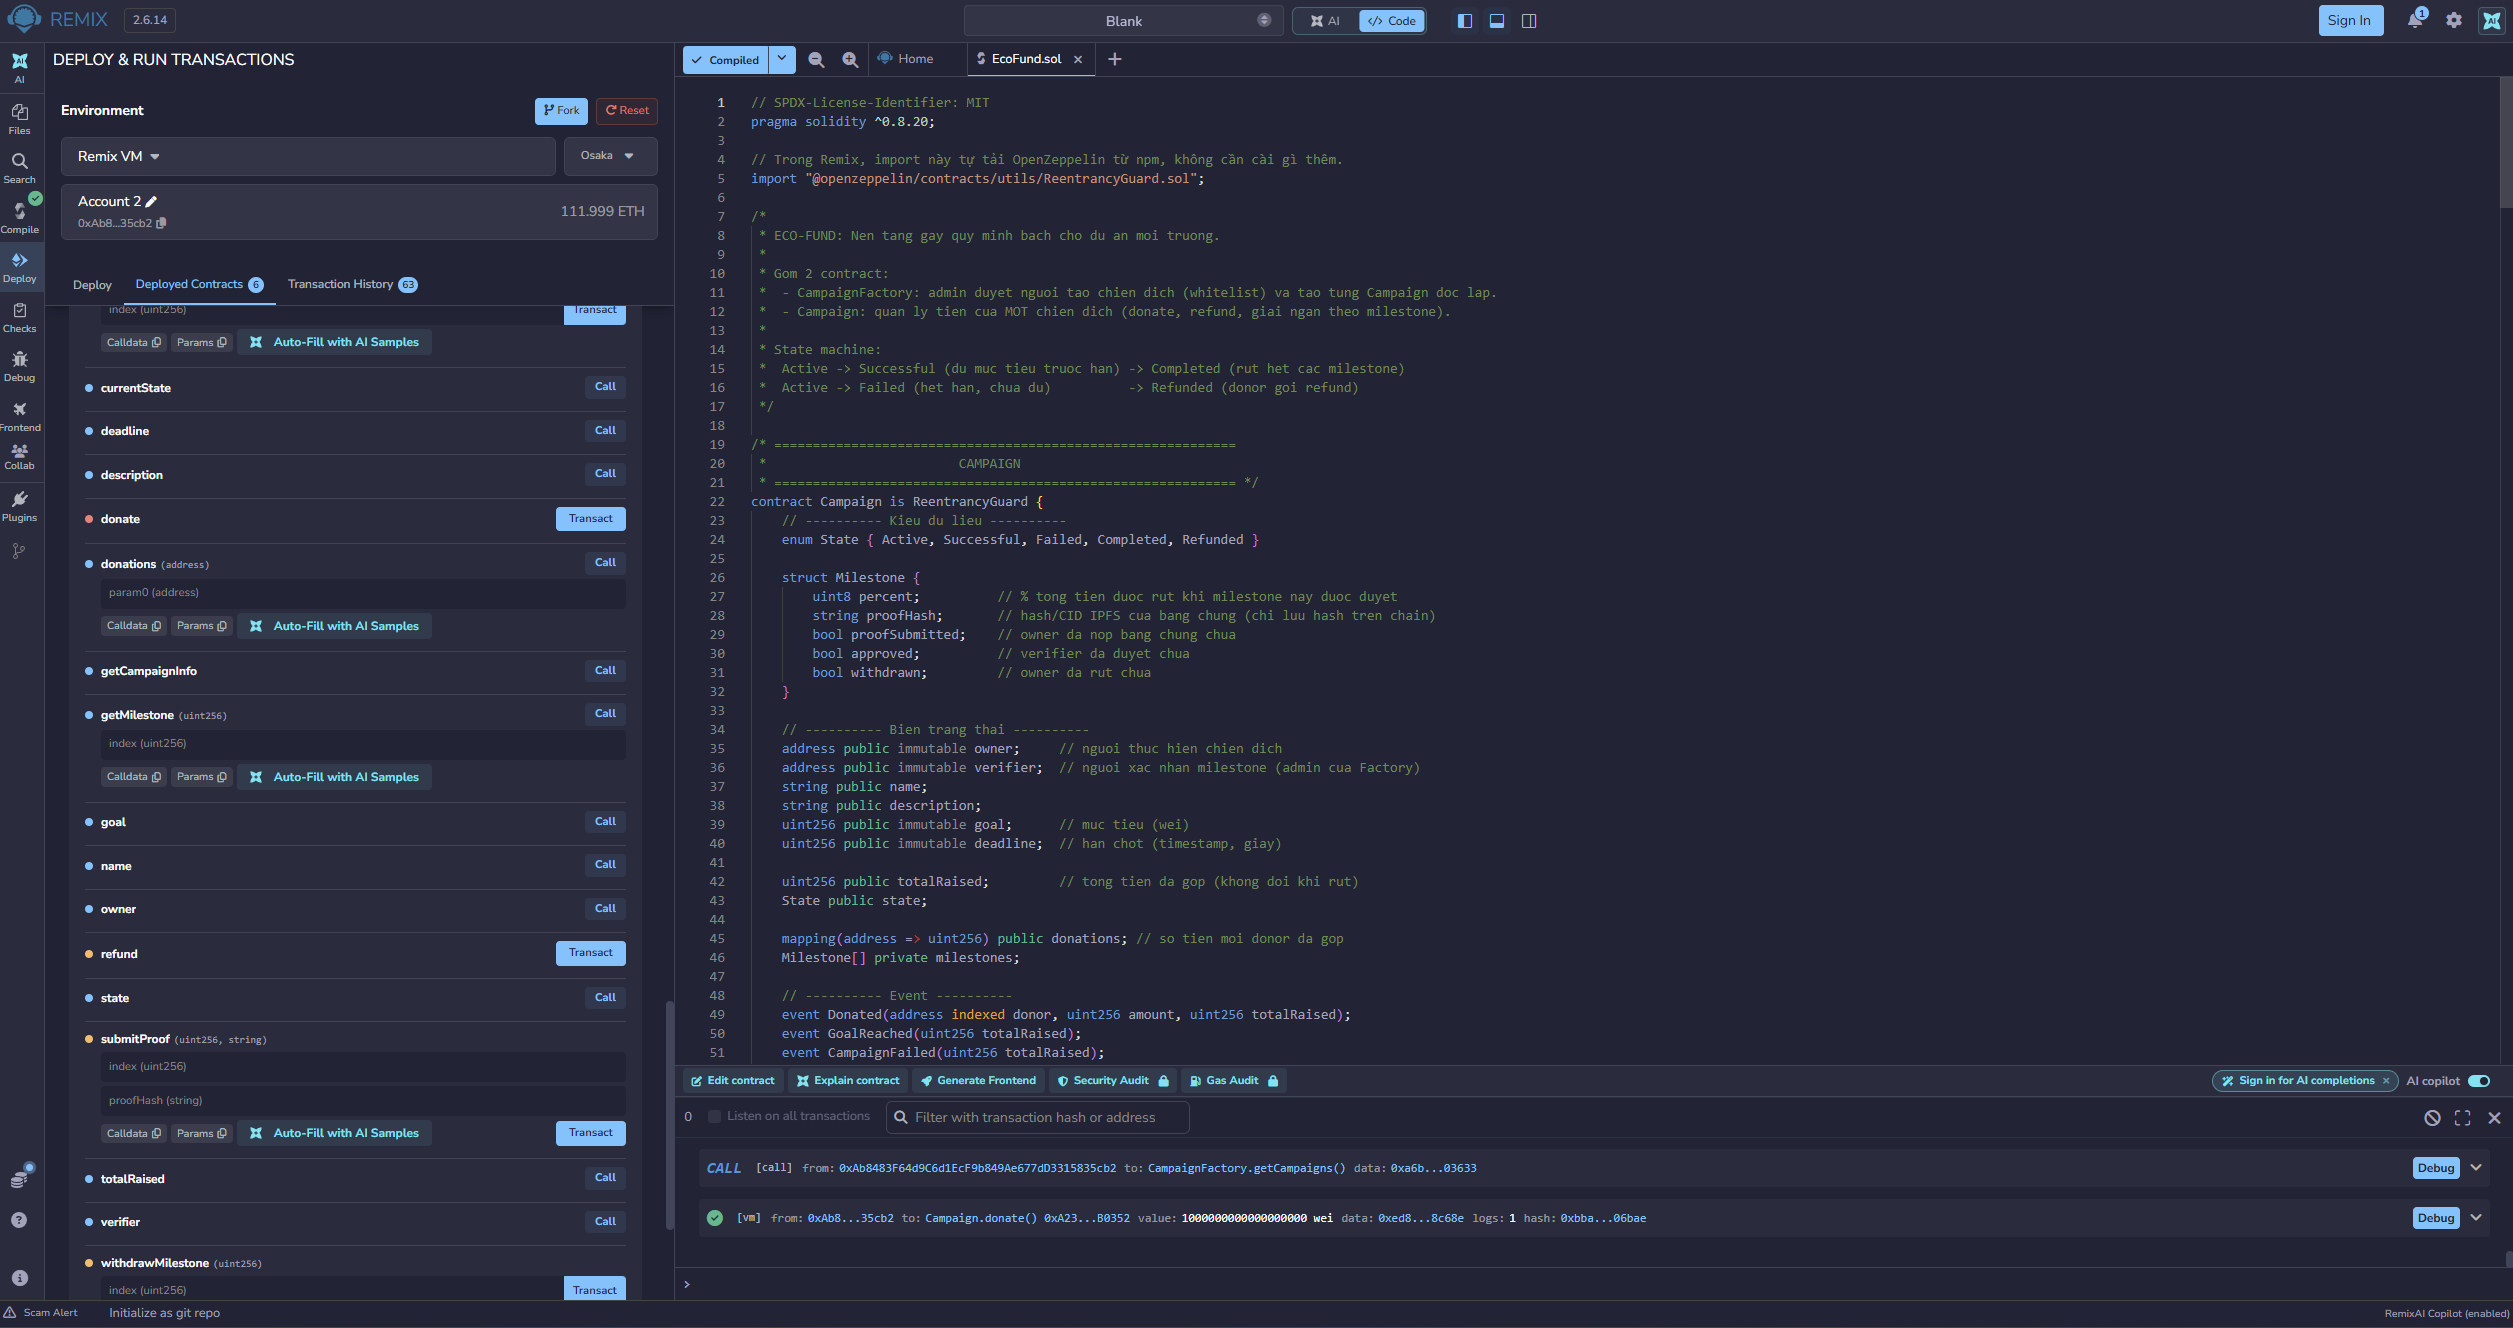 REMIX 2.6.14
Blank
AI Code
Sign In
1
DEPLOY & RUN TRANSACTIONS
Environment
Fork Reset
Remix VM Osaka
Account 2
0xAb8...35cb2
111.999 ETH
Deploy Deployed Contracts 6 Transaction History 63
AI
Files
Search
Compile
Deploy
Checks
Debug
Frontend
Collab
Plugins
index (uint256) Transact
Calldata Params Auto-Fill with AI Samples
currentState Call
deadline Call
description Call
donate Transact
donations (address) Call
param0 (address)
Calldata Params Auto-Fill with AI Samples
getCampaignInfo Call
getMilestone (uint256) Call
index (uint256)
Calldata Params Auto-Fill with AI Samples
goal Call
name Call
owner Call
refund Transact
state Call
submitProof (uint256, string)
index (uint256)
proofHash (string)
Calldata Params Auto-Fill with AI Samples Transact
totalRaised Call
verifier Call
withdrawMilestone (uint256)
index (uint256) Transact
Compiled Home EcoFund.sol
1 // SPDX-License-Identifier: MIT
2 pragma solidity ^0.8.20;
3
4 // Trong Remix, import này tự tải OpenZeppelin từ npm, không cần cài gì thêm.
5 import "@openzeppelin/contracts/utils/ReentrancyGuard.sol";
6
7 /*
8 * ECO-FUND: Nen tang gay quy minh bach cho du an moi truong.
9 *
10 * Gom 2 contract:
11 * - CampaignFactory: admin duyet nguoi tao chien dich (whitelist) va tao tung Campaign doc lap.
12 * - Campaign: quan ly tien cua MOT chien dich (donate, refund, giai ngan theo milestone).
13 *
14 * State machine:
15 * Active -> Successful (du muc tieu truoc han) -> Completed (rut het cac milestone)
16 * Active -> Failed (het han, chua du) -> Refunded (donor goi refund)
17 */
18
19 /* ============================================================
20 * CAMPAIGN
21 * ============================================================ */
22 contract Campaign is ReentrancyGuard {
23 // ---------- Kieu du lieu ----------
24 enum State { Active, Successful, Failed, Completed, Refunded }
25
26 struct Milestone {
27 uint8 percent; // % tong tien duoc rut khi milestone nay duoc duyet
28 string proofHash; // hash/CID IPFS cua bang chung (chi luu hash tren chain)
29 bool proofSubmitted; // owner da nop bang chung chua
30 bool approved; // verifier da duyet chua
31 bool withdrawn; // owner da rut chua
32 }
33
34 // ---------- Bien trang thai ----------
35 address public immutable owner; // nguoi thuc hien chien dich
36 address public immutable verifier; // nguoi xac nhan milestone (admin cua Factory)
37 string public name;
38 string public description;
39 uint256 public immutable goal; // muc tieu (wei)
40 uint256 public immutable deadline; // han chot (timestamp, giay)
41
42 uint256 public totalRaised; // tong tien da gop (khong doi khi rut)
43 State public state;
44
45 mapping(address => uint256) public donations; // so tien moi donor da gop
46 Milestone[] private milestones;
47
48 // ---------- Event ----------
49 event Donated(address indexed donor, uint256 amount, uint256 totalRaised);
50 event GoalReached(uint256 totalRaised);
51 event CampaignFailed(uint256 totalRaised);
Edit contract Explain contract Generate Frontend Security Audit Gas Audit Sign in for AI completions × AI copilot
0 Listen on all transactions Filter with transaction hash or address
CALL [call] from: 0xAb8483F64d9C6d1EcF9b849Ae677dD3315835cb2 to: CampaignFactory.getCampaigns() data: 0xa6b...03633 Debug
[vm] from: 0xAb8...35cb2 to: Campaign.donate() 0xA23...B0352 value: 1000000000000000000 wei data: 0xed8...8c68e logs: 1 hash: 0xbba...06bae Debug
>
Scam Alert Initialize as git repo RemixAI Copilot (enabled)